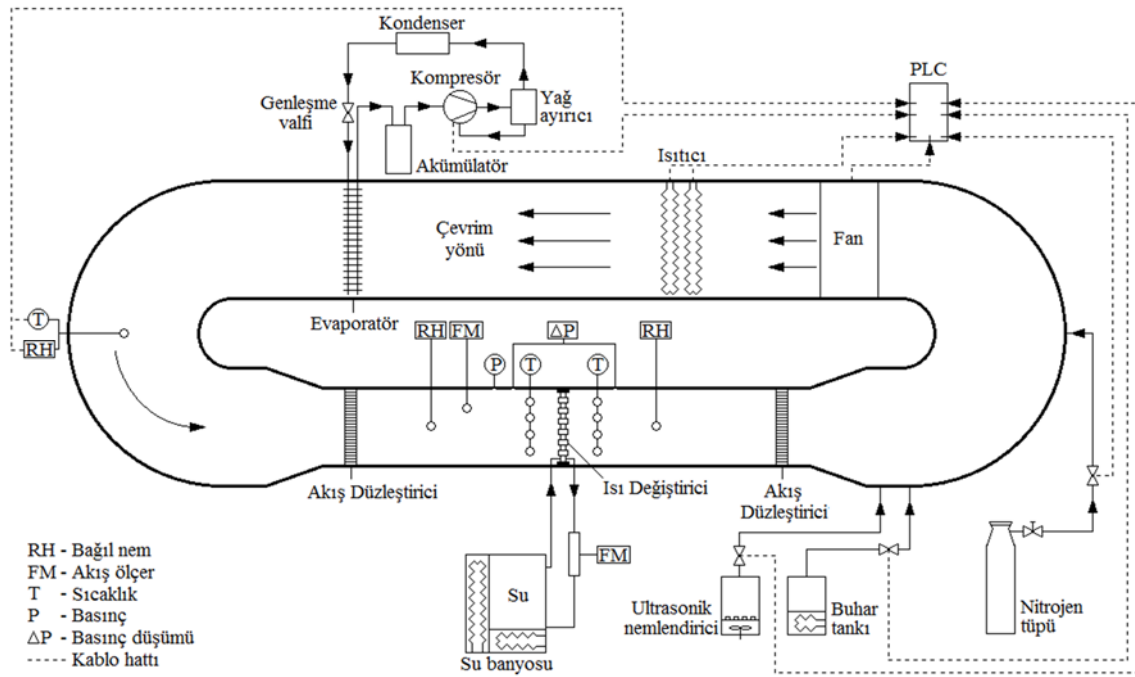 Kondenser
Kompresör
PLC
Genleşme
valfi
Yağ
ayırıcı
Akümülatör
Isıtıcı
Çevrim
yönü
Fan
T
RH
Evaporatör
RH
FM
ΔP
RH
P
T
T
Akış Düzleştirici
Isı Değiştirici
Akış
Düzleştirici
RH - Bağıl nem
FM - Akış ölçer
T - Sıcaklık
P - Basınç
ΔP - Basınç düşümü
----- Kablo hattı
Su
FM
Su banyosu
Ultrasonik
nemlendirici
Buhar
tankı
Nitrojen
tüpü